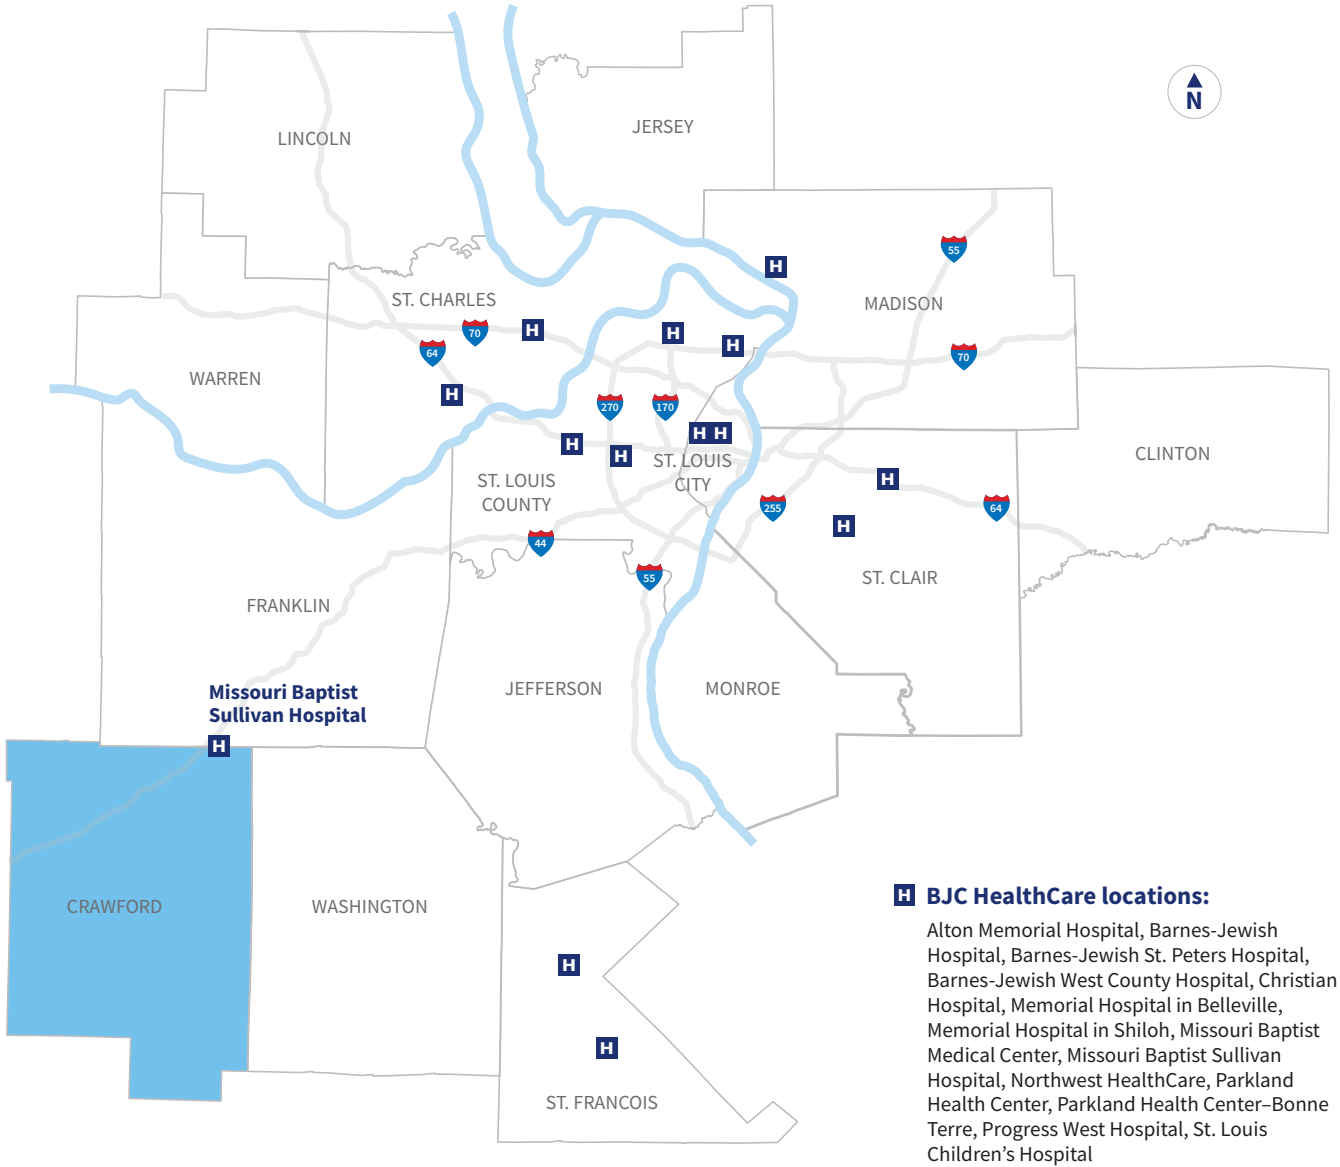 N
JERSEY
LINCOLN
H
55
ST. CHARLES
MADISON
70
H
H
H
64
70
WARREN
H
270
170
H H
H
H
ST. LOUIS
CITY
CLINTON
ST. LOUIS
COUNTY
H
255
64
H
44
55
ST. CLAIR
FRANKLIN
JEFFERSON
MONROE
Missouri Baptist
Sullivan Hospital
H
CRAWFORD
WASHINGTON
H
H
ST. FRANCOIS
H BJC HealthCare locations:
Alton Memorial Hospital, Barnes-Jewish
Hospital, Barnes-Jewish St. Peters Hospital,
Barnes-Jewish West County Hospital, Christian
Hospital, Memorial Hospital in Belleville,
Memorial Hospital in Shiloh, Missouri Baptist
Medical Center, Missouri Baptist Sullivan
Hospital, Northwest HealthCare, Parkland
Health Center, Parkland Health Center–Bonne
Terre, Progress West Hospital, St. Louis
Children’s Hospital